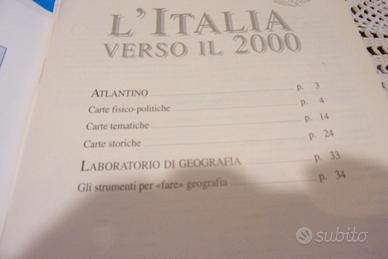 L'ITALIA
VERSO IL 2000
ATLANTINO p. 3
Carte fisico-politiche p. 4
Carte tematiche p. 14
Carte storiche p. 24
LABORATORIO DI GEOGRAFIA p. 33
Gli strumenti per «fare» geografia p. 34
subito